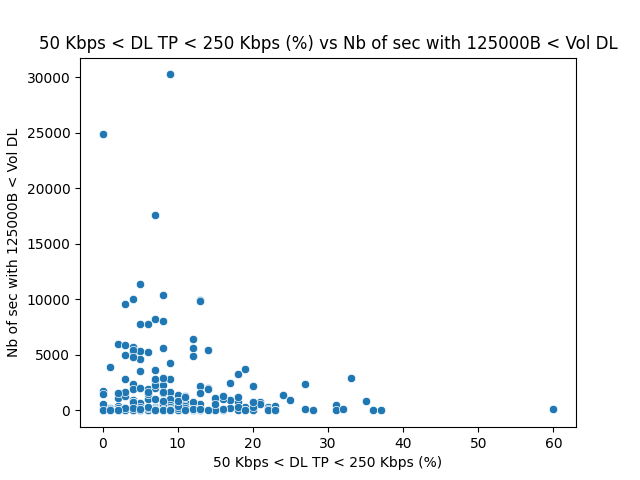 50 Kbps < DL TP < 250 Kbps (%) vs Nb of sec with 125000B < Vol DL
30000
25000
20000
15000
10000
5000
0
Nb of sec with 125000B < Vol DL
0 10 20 30 40 50 60
50 Kbps < DL TP < 250 Kbps (%)